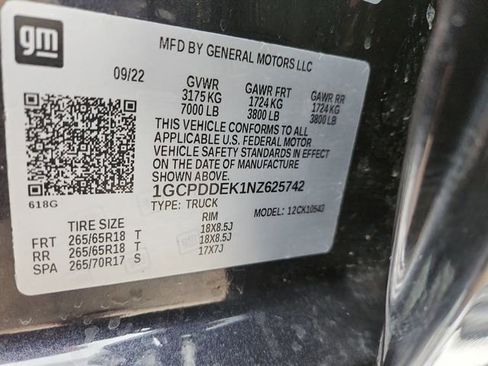 gm
MFD BY GENERAL MOTORS LLC
09/22 GVWR GAWR FRT GAWR RR
3175 KG 1724 KG 1724 KG
7000 LB 3800 LB 3800 LB
THIS VEHICLE CONFORMS TO ALL
APPLICABLE U.S. FEDERAL MOTOR
VEHICLE SAFETY STANDARDS IN EFFECT
ON THE DATE OF MANUFACTURE
SHOWN ABOVE.
1GCPDDEK1NZ625742
TYPE: TRUCK
618G
MODEL: 12CK10543
TIRE SIZE RIM
FRT 265/65R18 T 18X8.5J
RR 265/65R18 T 18X8.5J
SPA 265/70R17 S 17X7J